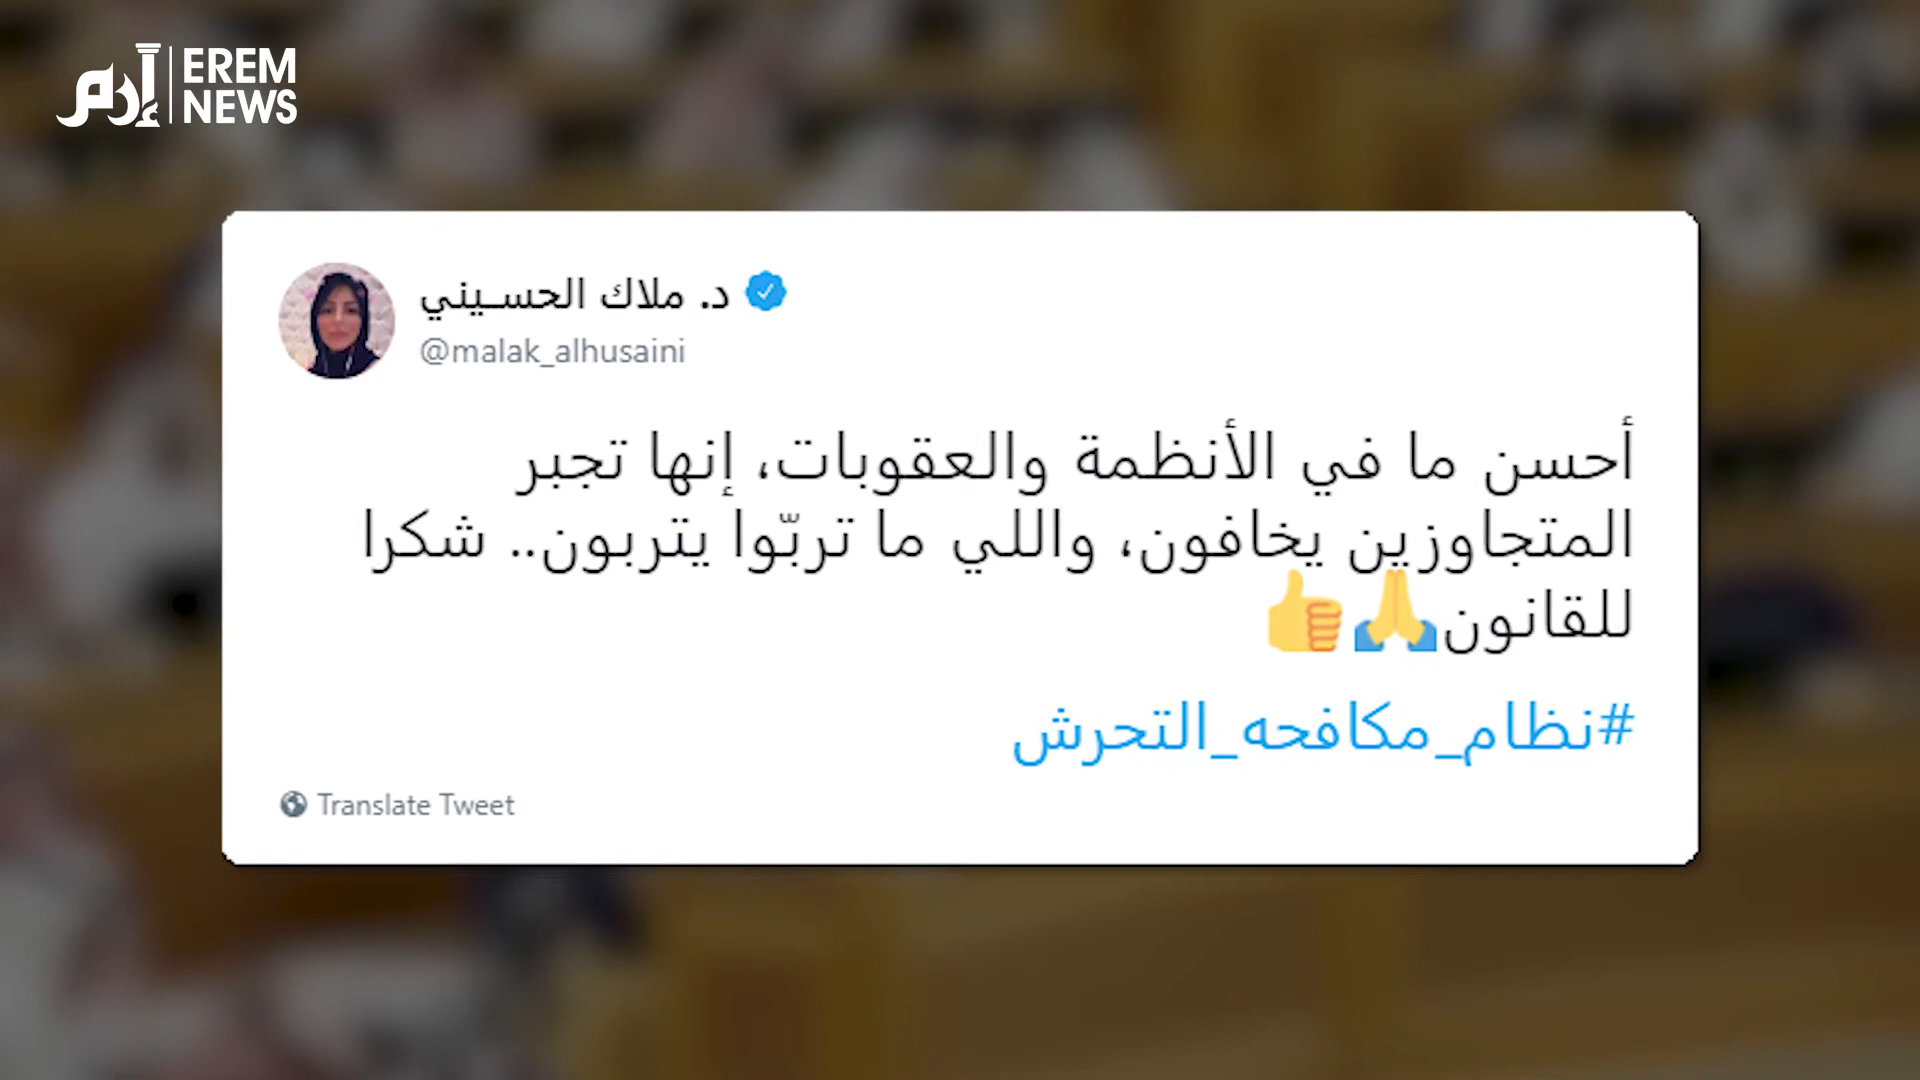 إرم
EREM
NEWS
د. ملاك الحسيني
@malak_alhusaini
أحسن ما في الأنظمة والعقوبات، إنها تجبر
المتجاوزين يخافون، واللي ما تربّوا يتربون.. شكرا
للقانون🙏👍
#نظام_مكافحه_التحرش
Translate Tweet